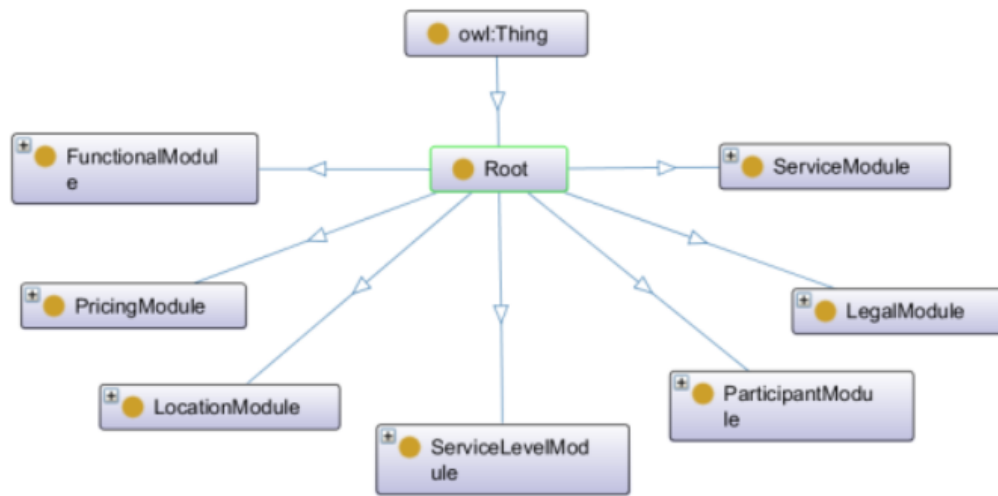 owl:Thing
FunctionalModul
e
Root
ServiceModule
PricingModule
LegalModule
LocationModule
ParticipantModu
le
ServiceLevelMod
ule